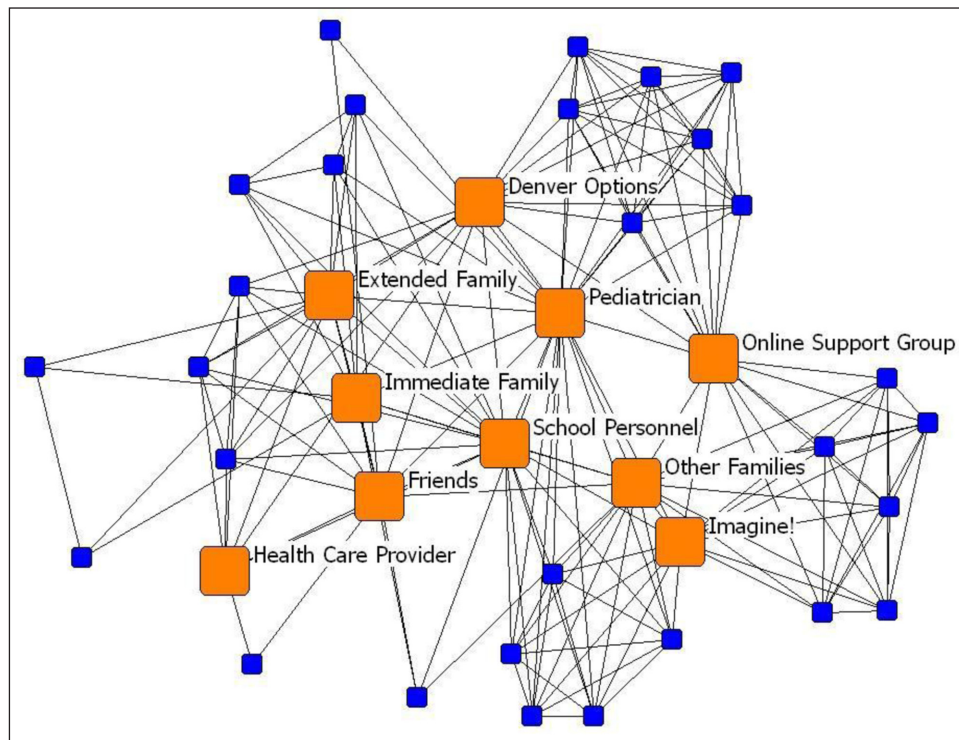 Denver Options
Extended Family
Pediatrician
Online Support Group
Immediate Family
School Personnel
Other Families
Friends
Imagine!
Health Care Provider